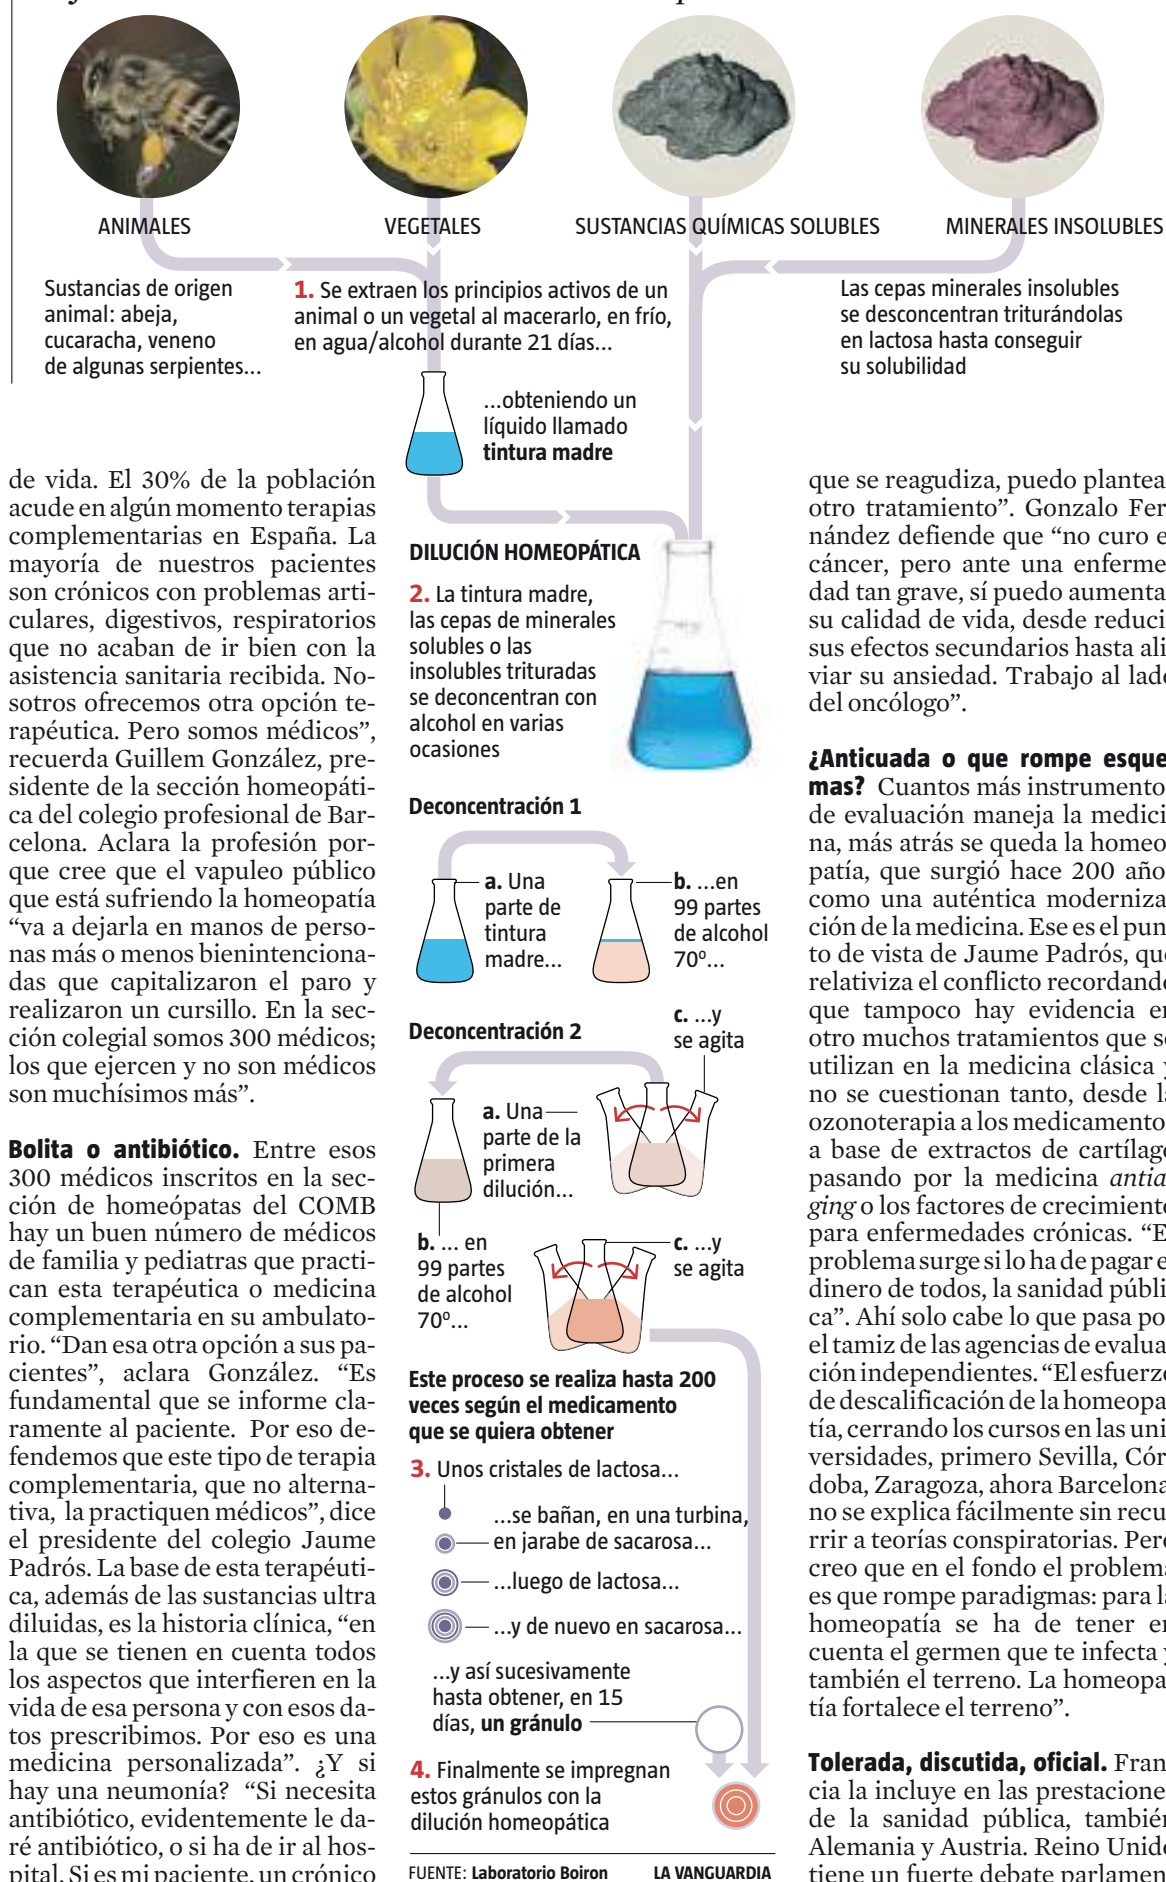 ANIMALES
VEGETALES
SUSTANCIAS QUÍMICAS SOLUBLES
MINERALES INSOLUBLES
Sustancias de origen
animal: abeja,
cucaracha, veneno
de algunas serpientes...
1. Se extraen los principios activos de un
animal o un vegetal al macerarlo, en frío,
en agua/alcohol durante 21 días...
Las cepas minerales insolubles
se desconcentran triturándolas
en lactosa hasta conseguir
su solubilidad
...obteniendo un
líquido llamado
tintura madre
DILUCIÓN HOMEOPÁTICA
2. La tintura madre,
las cepas de minerales
solubles o las
insolubles trituradas
se deconcentran con
alcohol en varias
ocasiones
Deconcentración 1
a. Una
parte de
tintura
madre...
b. ...en
99 partes
de alcohol
70º...
c. ...y
se agita
Deconcentración 2
a. Una
parte de la
primera
dilución...
b. ... en
99 partes
de alcohol
70º...
c. ...y
se agita
Este proceso se realiza hasta 200
veces según el medicamento
que se quiera obtener
3. Unos cristales de lactosa...
...se bañan, en una turbina,
en jarabe de sacarosa...
...luego de lactosa...
...y de nuevo en sacarosa...
...y así sucesivamente
hasta obtener, en 15
días, un gránulo
4. Finalmente se impregnan
estos gránulos con la
dilución homeopática
FUENTE: Laboratorio Boiron LA VANGUARDIA
de vida. El 30% de la población
acude en algún momento terapias
complementarias en España. La
mayoría de nuestros pacientes
son crónicos con problemas arti-
culares, digestivos, respiratorios
que no acaban de ir bien con la
asistencia sanitaria recibida. No-
sotros ofrecemos otra opción te-
rapéutica. Pero somos médicos”,
recuerda Guillem González, pre-
sidente de la sección homeopáti-
ca del colegio profesional de Bar-
celona. Aclara la profesión por-
que cree que el vapuleo público
que está sufriendo la homeopatía
“va a dejarla en manos de perso-
nas más o menos bienintenciona-
das que capitalizaron el paro y
realizaron un cursillo. En la sec-
ción colegial somos 300 médicos;
los que ejercen y no son médicos
son muchísimos más”.
Bolita o antibiótico. Entre esos
300 médicos inscritos en la sec-
ción de homeópatas del COMB
hay un buen número de médicos
de familia y pediatras que practi-
can esta terapéutica o medicina
complementaria en su ambulato-
rio. “Dan esa otra opción a sus pa-
cientes”, aclara González. “Es
fundamental que se informe cla-
ramente al paciente. Por eso de-
fendemos que este tipo de terapia
complementaria, que no alterna-
tiva, la practiquen médicos”, dice
el presidente del colegio Jaume
Padrós. La base de esta terapéuti-
ca, además de las sustancias ultra
diluidas, es la historia clínica, “en
la que se tienen en cuenta todos
los aspectos que interfieren en la
vida de esa persona y con esos da-
tos prescribimos. Por eso es una
medicina personalizada”. ¿Y si
hay una neumonía? “Si necesita
antibiótico, evidentemente le da-
ré antibiótico, o si ha de ir al hos-
pital. Si es mi paciente, un crónico
que se reagudiza, puedo plantea
otro tratamiento”. Gonzalo Fer
nández defiende que “no curo e
cáncer, pero ante una enferme
dad tan grave, sí puedo aumenta
su calidad de vida, desde reduci
sus efectos secundarios hasta ali
viar su ansiedad. Trabajo al lado
del oncólogo”.
¿Anticuada o que rompe esque
mas? Cuantos más instrumento
de evaluación maneja la medici
na, más atrás se queda la homeo
patía, que surgió hace 200 año
como una auténtica moderniza
ción de la medicina. Ese es el pun
to de vista de Jaume Padrós, que
relativiza el conflicto recordando
que tampoco hay evidencia en
otro muchos tratamientos que se
utilizan en la medicina clásica y
no se cuestionan tanto, desde la
ozonoterapia a los medicamento
a base de extractos de cartílago
pasando por la medicina antia
ging o los factores de crecimiento
para enfermedades crónicas. “E
problema surge si lo ha de pagar e
dinero de todos, la sanidad públi
ca”. Ahí solo cabe lo que pasa po
el tamiz de las agencias de evalua
ción independientes. “El esfuerzo
de descalificación de la homeopa
tía, cerrando los cursos en las uni
versidades, primero Sevilla, Cór
doba, Zaragoza, ahora Barcelona
no se explica fácilmente sin recu
rrir a teorías conspiratorias. Pero
creo que en el fondo el problema
es que rompe paradigmas: para la
homeopatía se ha de tener en
cuenta el germen que te infecta y
también el terreno. La homeopa
tía fortalece el terreno”.
Tolerada, discutida, oficial. Fran
cia la incluye en las prestacione
de la sanidad pública, también
Alemania y Austria. Reino Unido
tiene un fuerte debate parlamen